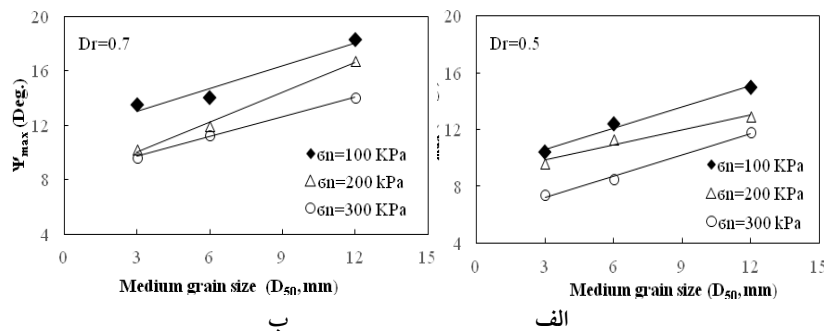 Dr=0.7
Ψmax (Deg.)
20
16
12
8
4
◆ σn=100 KPa
△ σn=200 kPa
○ σn=300 KPa
0 3 6 9 12 15
Medium grain size (D50, mm)
ب
Dr=0.5
20
16
12
8
4
◆ σn=100 KPa
△ σn=200 KPa
○ σn=300 kPa
0 3 6 9 12 15
Medium grain size (D50, mm)
الف